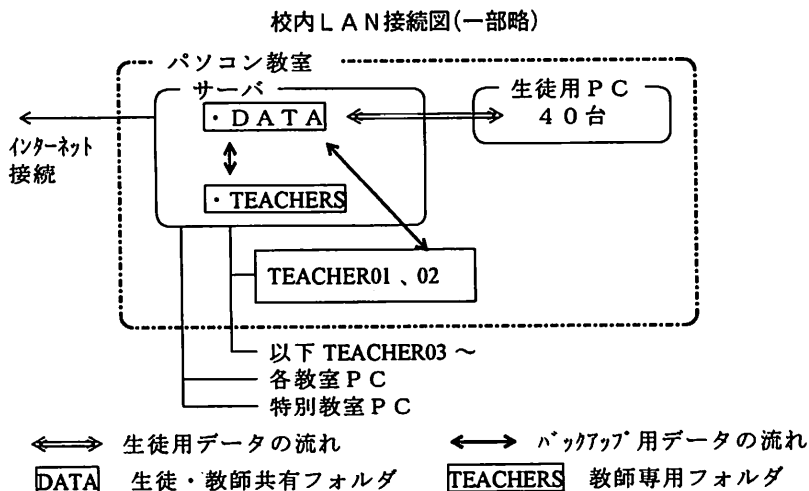 校内LAN接続図(一部略)
パソコン教室
サーバ
・DATA
・TEACHERS
生徒用PC
40台
インターネット
接続
TEACHER01、02
以下 TEACHER03 ~
各教室PC
特別教室PC
生徒用データの流れ
バックアップ用データの流れ
DATA 生徒・教師共有フォルダ
TEACHERS 教師専用フォルダ